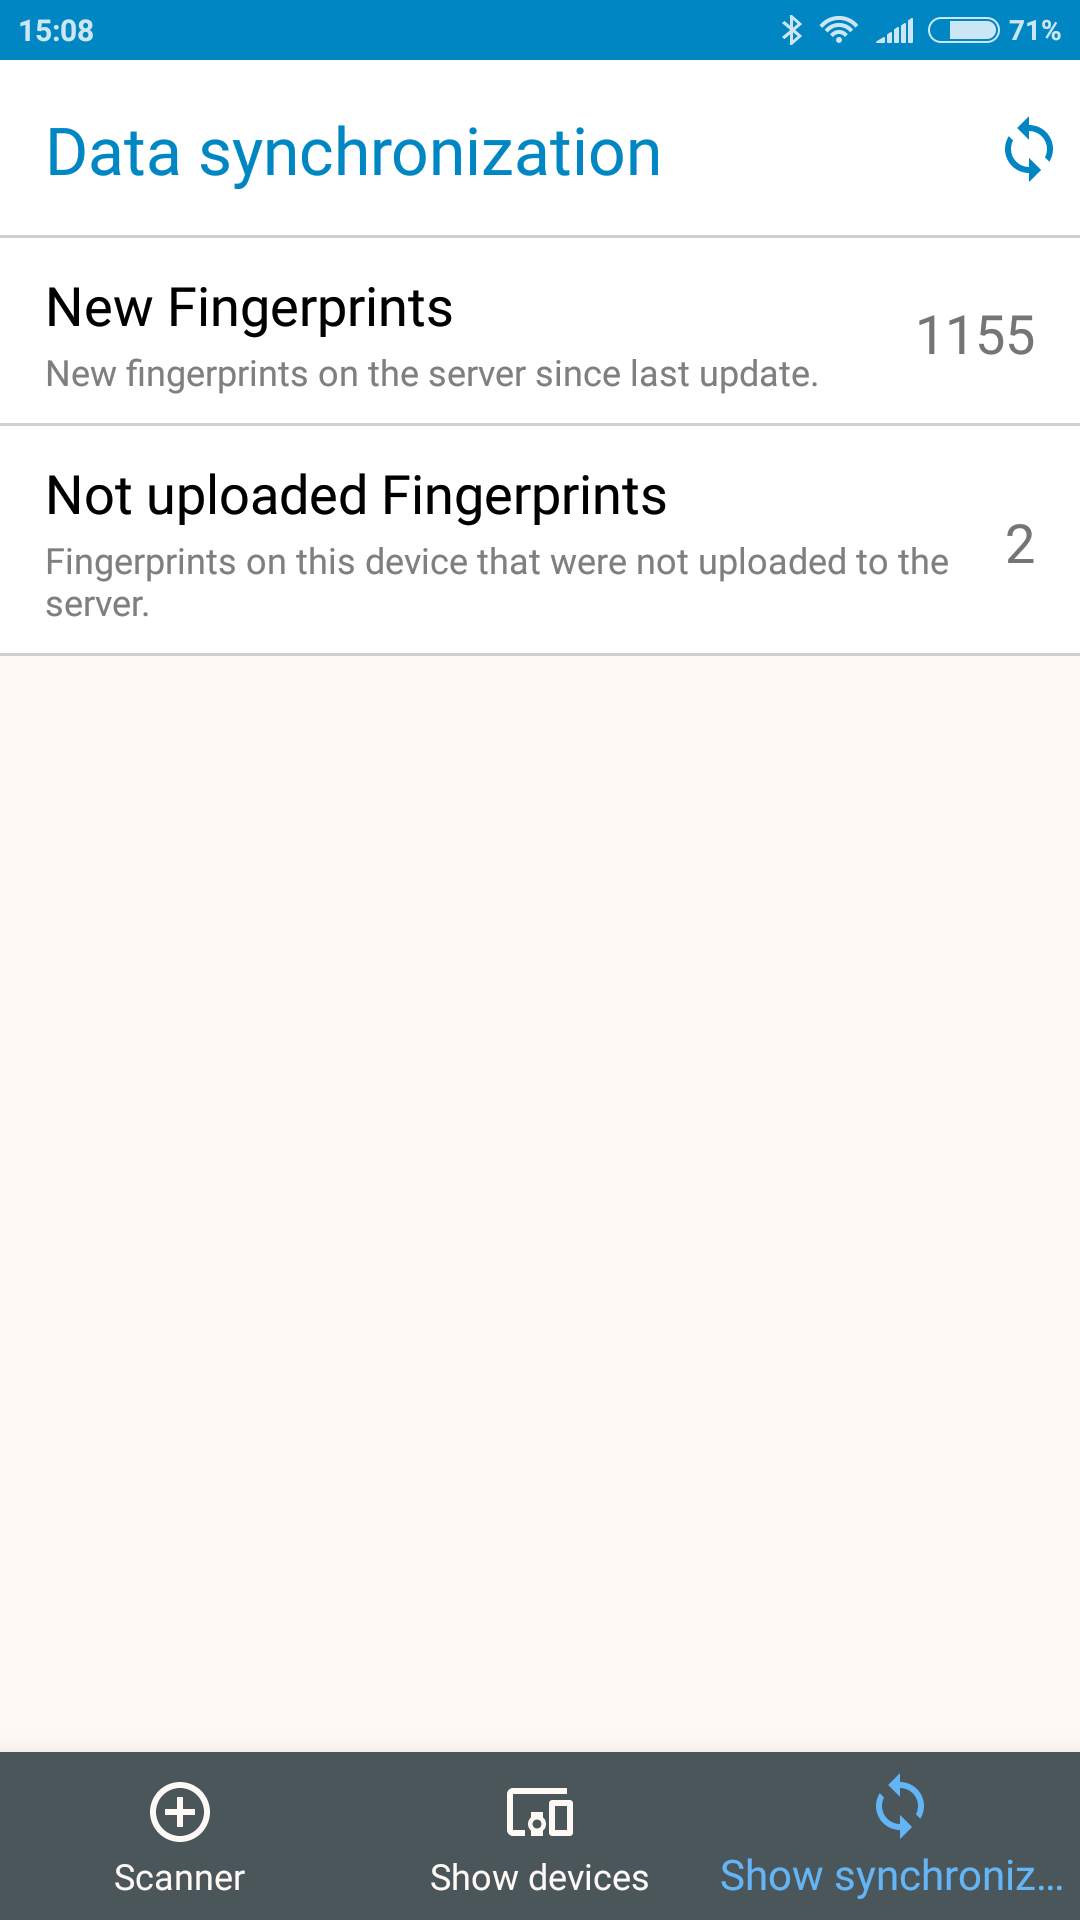 15:08
71%
Data synchronization
New Fingerprints
1155
New fingerprints on the server since last update.
Not uploaded Fingerprints
2
Fingerprints on this device that were not uploaded to the
server.
Scanner
Show devices
Show synchroniz...